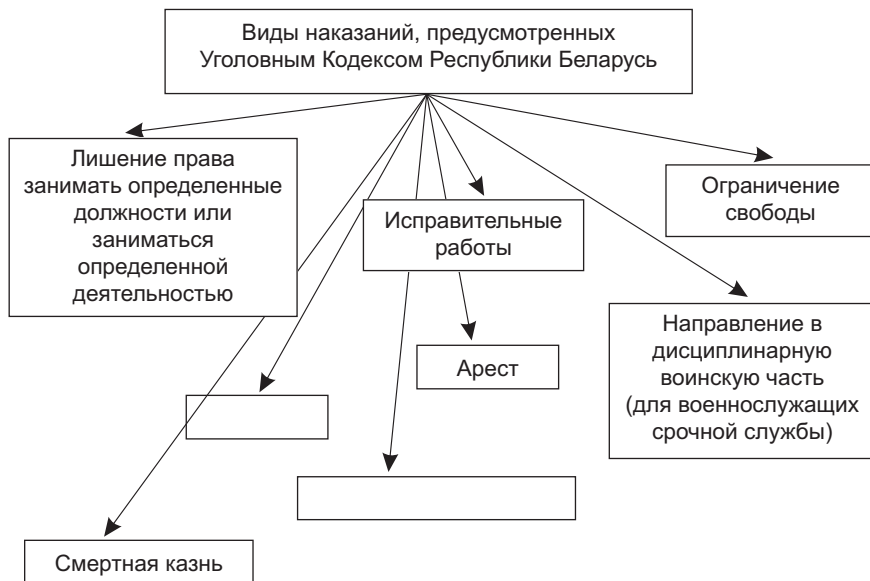 Виды наказаний, предусмотренных
Уголовным Кодексом Республики Беларусь
Лишение права
занимать определенные
должности или
заниматься
определенной
деятельностью
Исправительные
работы
Ограничение
свободы
Арест
Направление в
дисциплинарную
воинскую часть
(для военнослужащих
срочной службы)
Смертная казнь